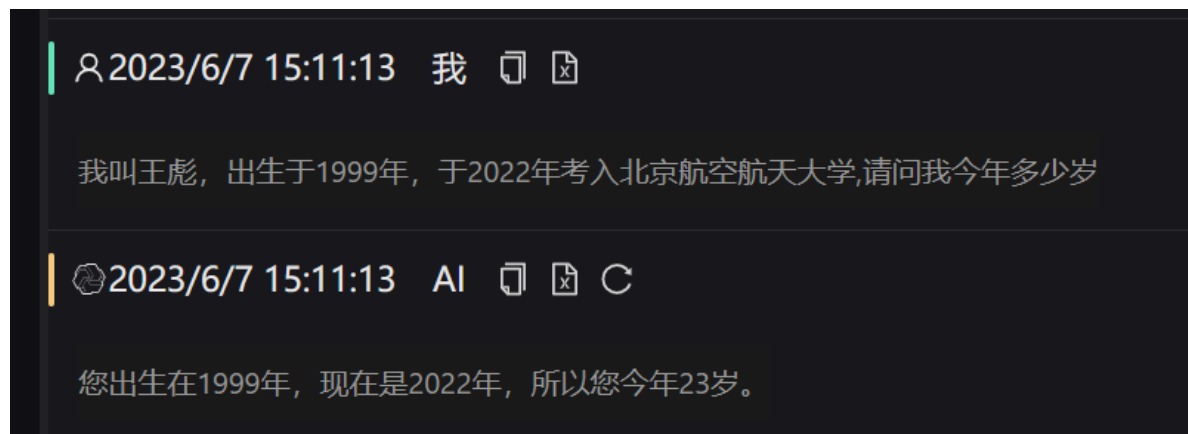 2023/6/7 15:11:13 我
我叫王彪，出生于1999年，于2022年考入北京航空航天大学,请问我今年多少岁
2023/6/7 15:11:13 AI
您出生在1999年，现在是2022年，所以您今年23岁。